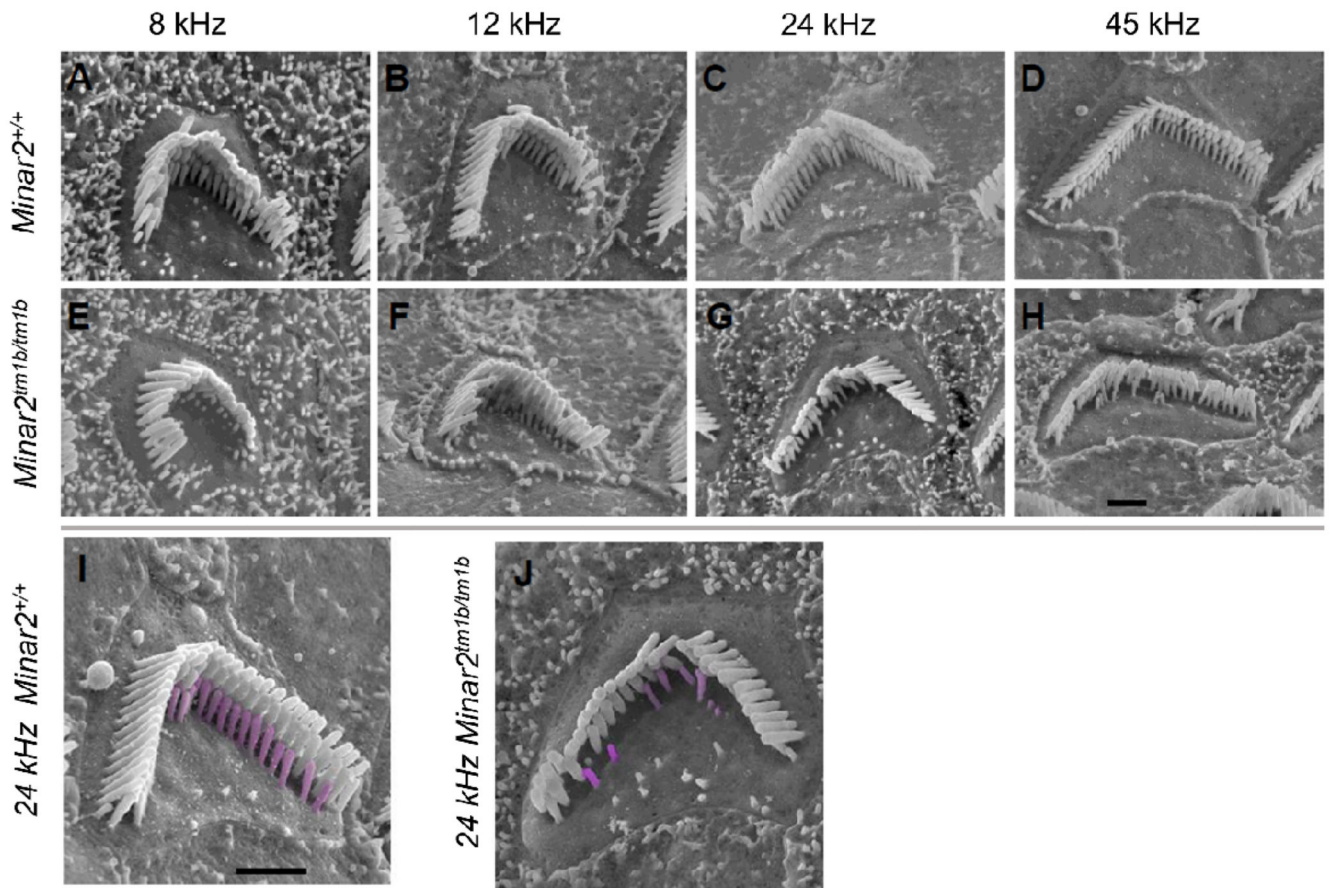 8 kHz 12 kHz 24 kHz 45 kHz
Minar2+/+
A B C D
Minar2tm1b/tm1b
E F G H
24 kHz Minar2+/+
I
24 kHz Minar2tm1b/tm1b
J